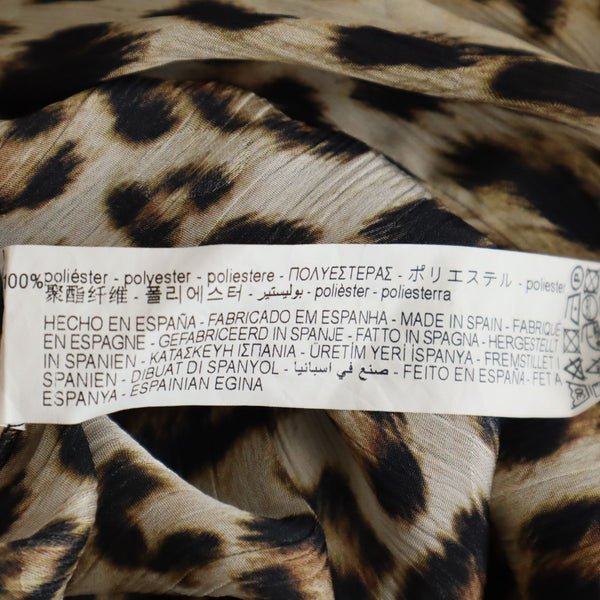 100% poliéster - polyester - poliestere - ΠΟΛΥΕΣΤΕΡΑΣ - ポリエステル - poliester
聚酯纤维 - 폴리에스터 - بوليستير - polièster - poliesterra
HECHO EN ESPAÑA - FABRICADO EM ESPANHA - MADE IN SPAIN - FABRIQUÉ
EN ESPAGNE - GEFABRICEERD IN SPANJE - FATTO IN SPAGNA - HERGESTELLT
IN SPANIEN - ΚΑΤΑΣΚΕΥΗ ΙΣΠΑΝΙΑ - ÜRETİM YERİ İSPANYA - FREMSTILLET I
SPANIEN - DIBUAT DI SPANYOL - صنع في اسبانيا - FEITO EN ESPAÑA - FET A
ESPANYA - ESPAINIAN EGINA